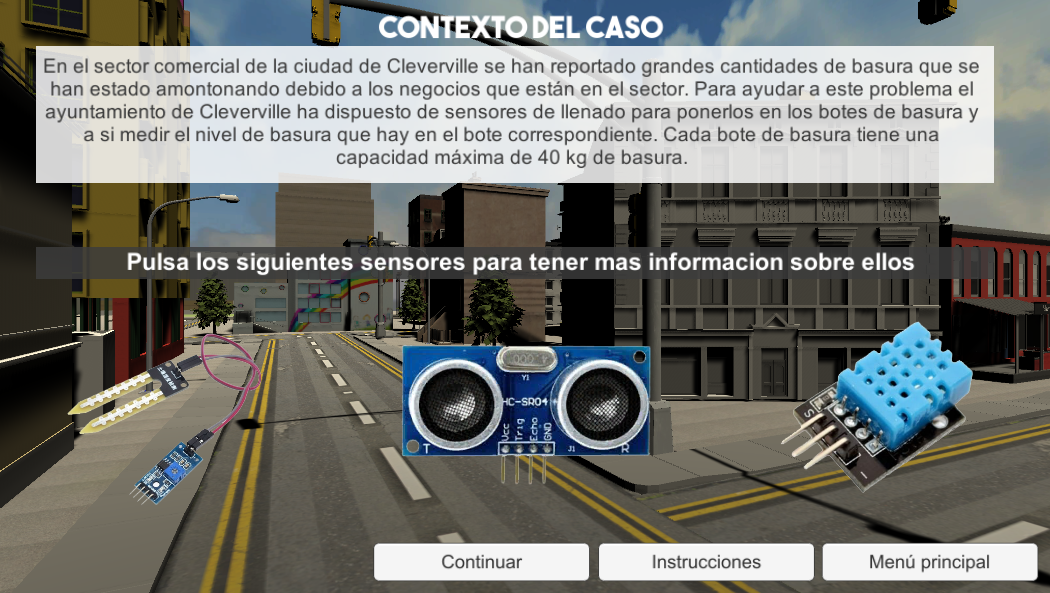 CONTEXTO DEL CASO
En el sector comercial de la ciudad de Cleverville se han reportado grandes cantidades de basura que se
han estado amontonando debido a los negocios que están en el sector. Para ayudar a este problema el
ayuntamiento de Cleverville ha dispuesto de sensores de llenado para ponerlos en los botes de basura y
a si medir el nivel de basura que hay en el bote correspondiente. Cada bote de basura tiene una
capacidad máxima de 40 kg de basura.
Pulsa los siguientes sensores para tener mas informacion sobre ellos
Y1
HC-SR04
Vcc
Trig
Echo
GND
T
J1
R
S
Continuar
Instrucciones
Menú principal